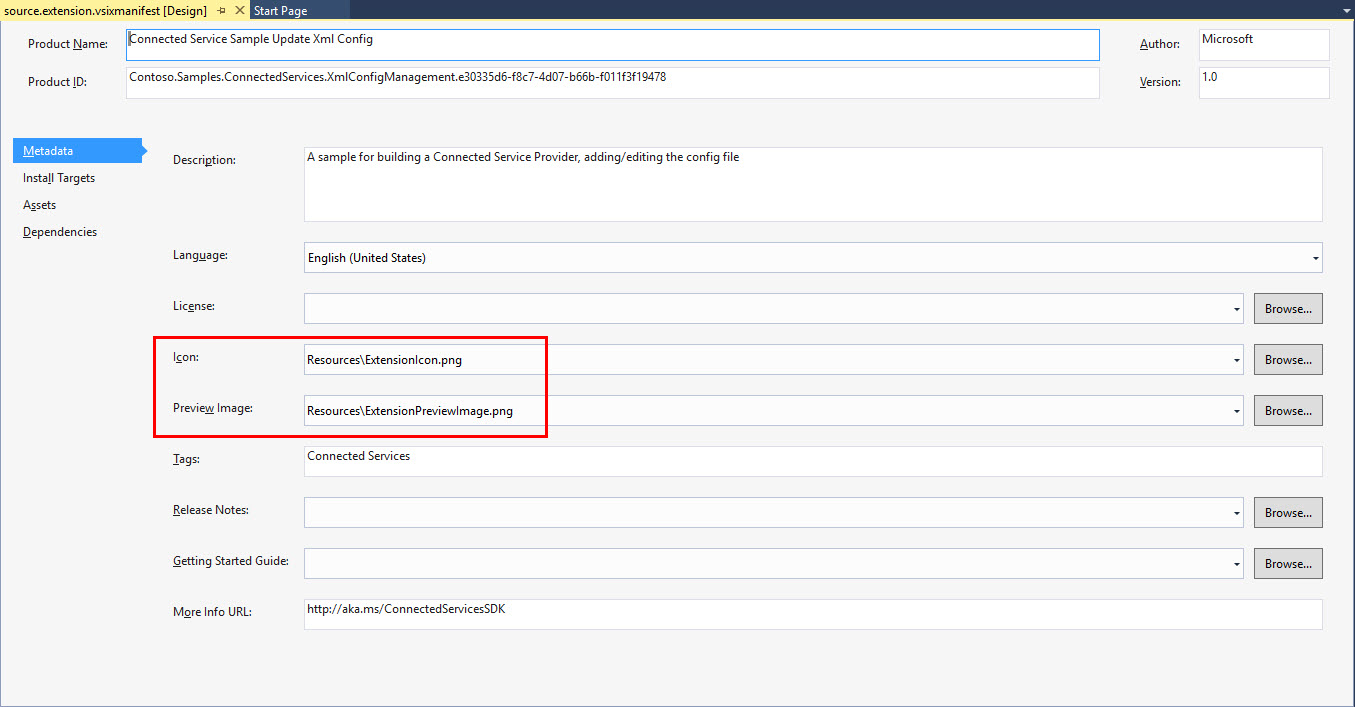 source.extension.vsixmanifest [Design] Start Page
Product Name: Connected Service Sample Update Xml Config Author: Microsoft
Product ID: Contoso.Samples.ConnectedServices.XmlConfigManagement.e30335d6-f8c7-4d07-b66b-f011f3f19478 Version: 1.0
Metadata
Install Targets
Assets
Dependencies
Description: A sample for building a Connected Service Provider, adding/editing the config file
Language: English (United States)
License: Browse...
Icon: Resources\ExtensionIcon.png Browse...
Preview Image: Resources\ExtensionPreviewImage.png Browse...
Tags: Connected Services
Release Notes: Browse...
Getting Started Guide: Browse...
More Info URL: http://aka.ms/ConnectedServicesSDK